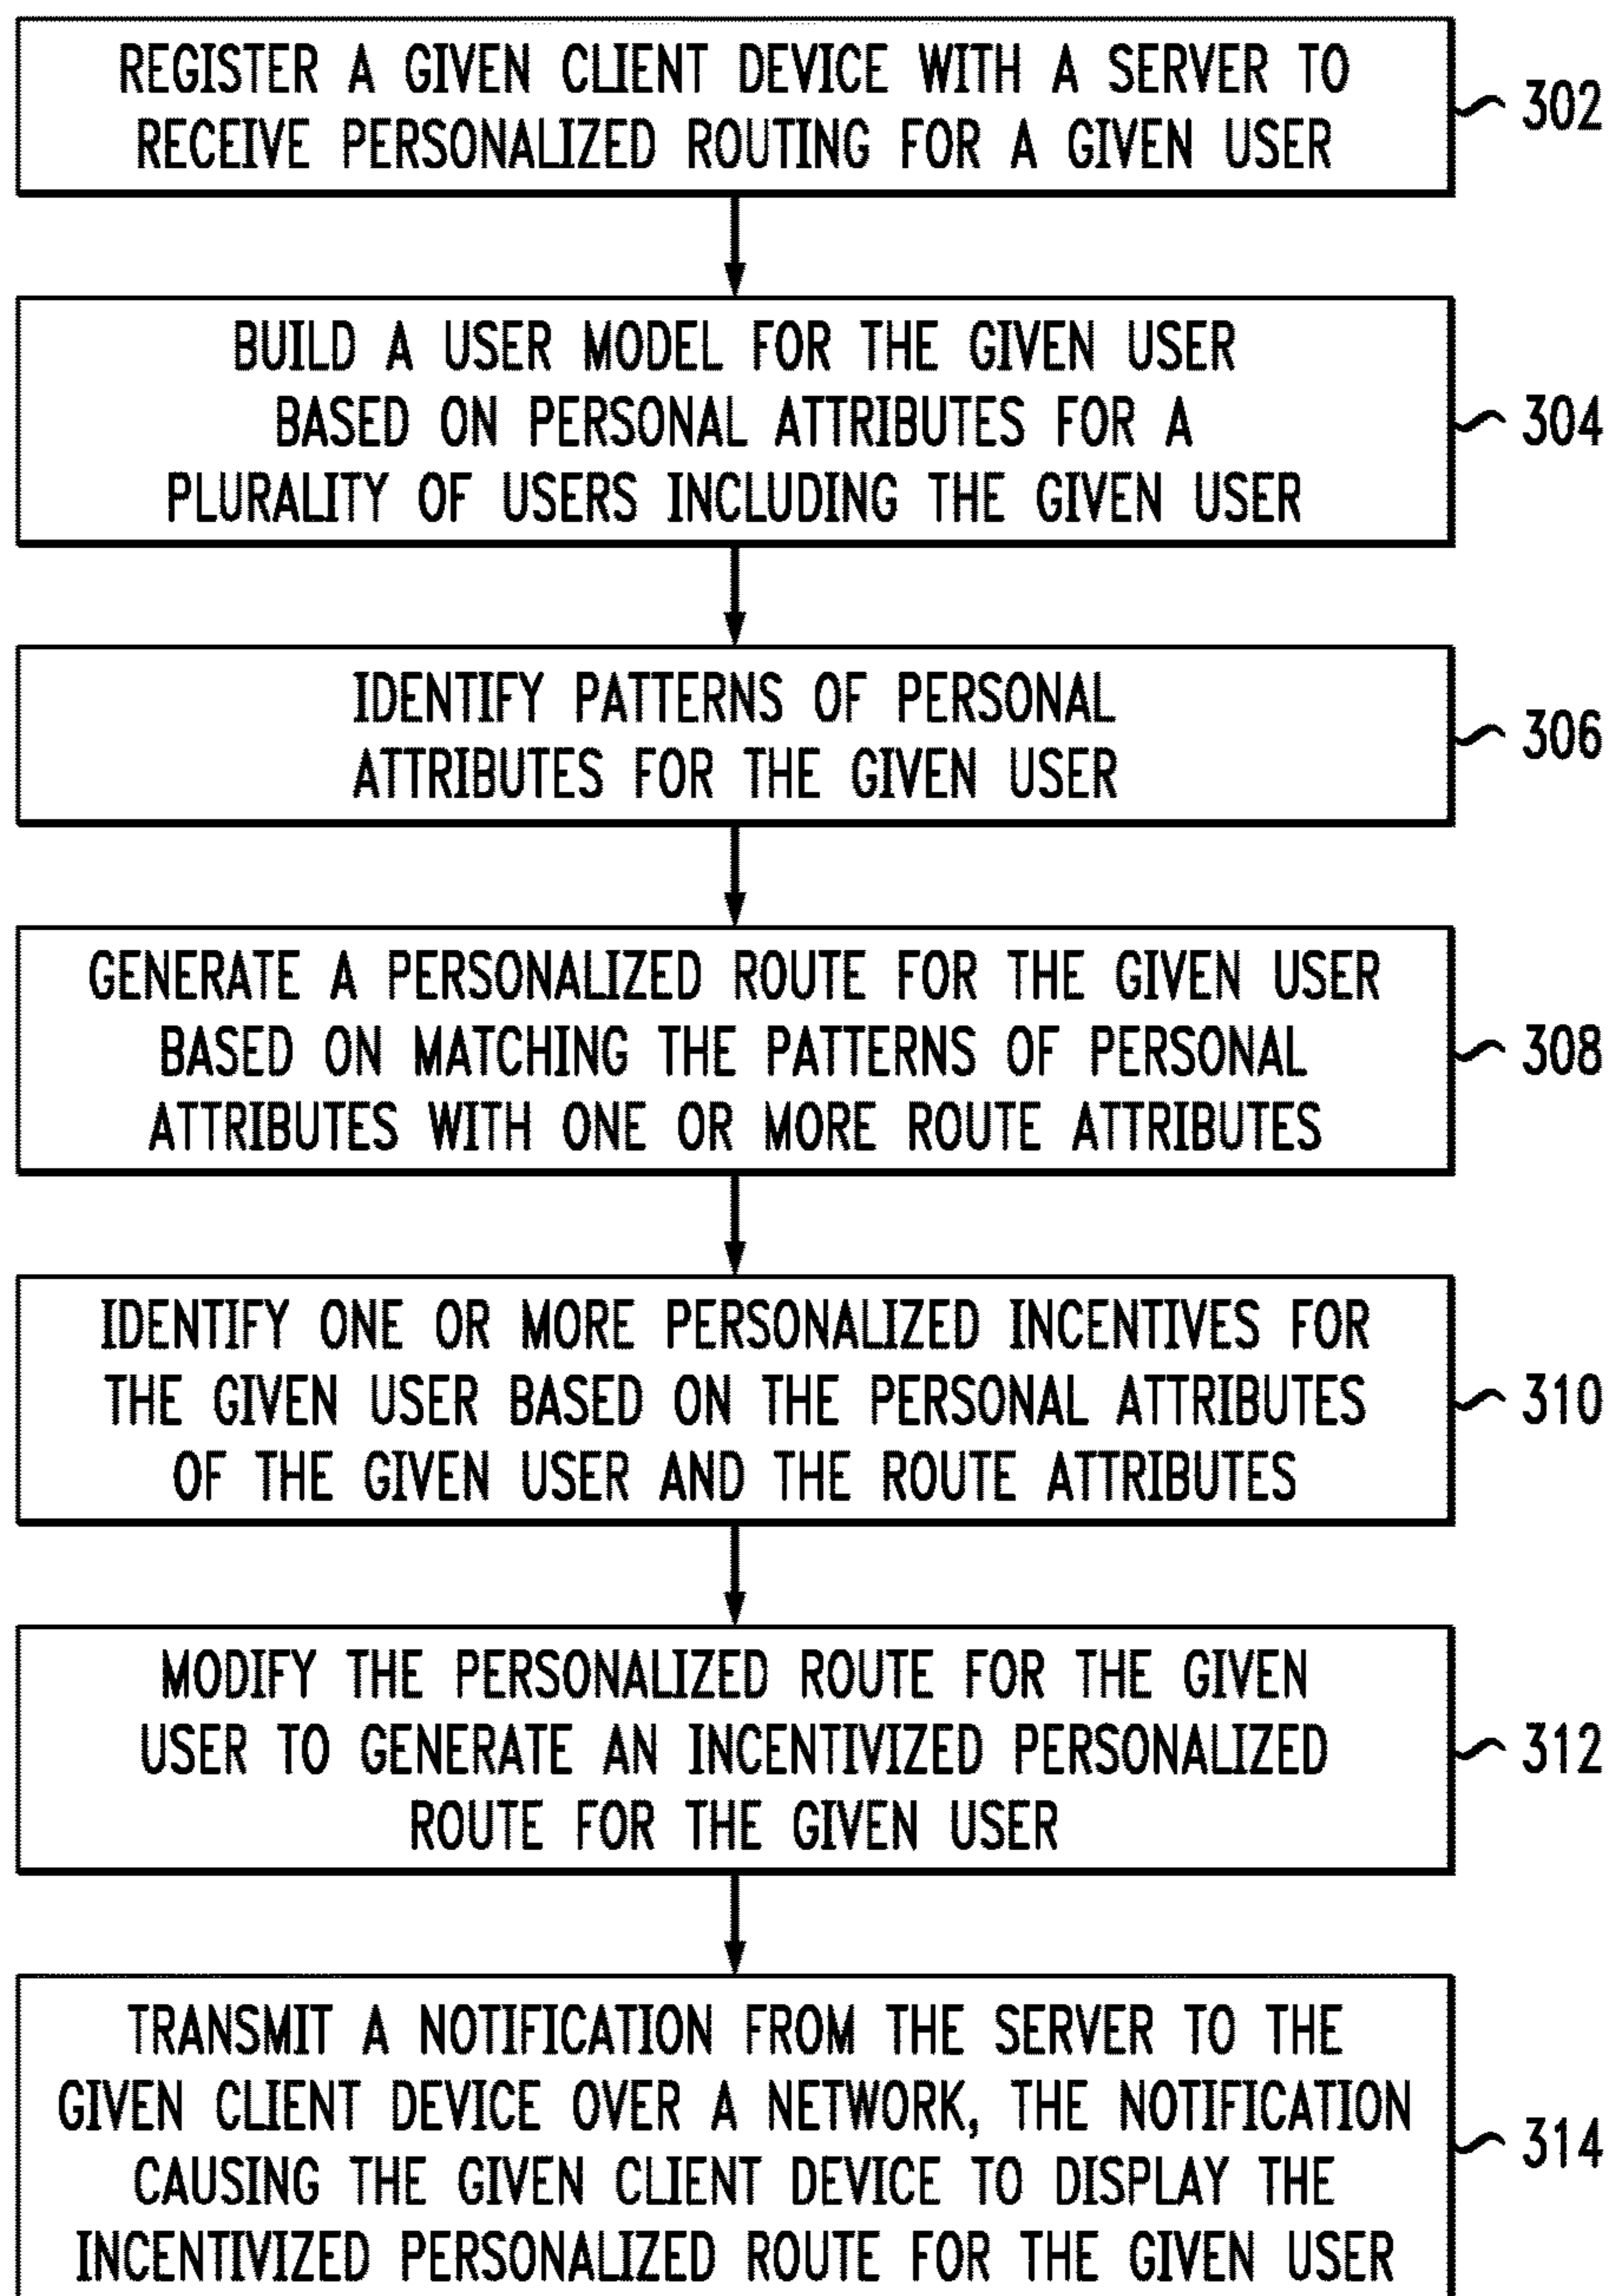 REGISTER A GIVEN CLIENT DEVICE WITH A SERVER TO
RECEIVE PERSONALIZED ROUTING FOR A GIVEN USER
302
BUILD A USER MODEL FOR THE GIVEN USER
BASED ON PERSONAL ATTRIBUTES FOR A
PLURALITY OF USERS INCLUDING THE GIVEN USER
304
IDENTIFY PATTERNS OF PERSONAL
ATTRIBUTES FOR THE GIVEN USER
306
GENERATE A PERSONALIZED ROUTE FOR THE GIVEN USER
BASED ON MATCHING THE PATTERNS OF PERSONAL
ATTRIBUTES WITH ONE OR MORE ROUTE ATTRIBUTES
308
IDENTIFY ONE OR MORE PERSONALIZED INCENTIVES FOR
THE GIVEN USER BASED ON THE PERSONAL ATTRIBUTES
OF THE GIVEN USER AND THE ROUTE ATTRIBUTES
310
MODIFY THE PERSONALIZED ROUTE FOR THE GIVEN
USER TO GENERATE AN INCENTIVIZED PERSONALIZED
ROUTE FOR THE GIVEN USER
312
TRANSMIT A NOTIFICATION FROM THE SERVER TO THE
GIVEN CLIENT DEVICE OVER A NETWORK, THE NOTIFICATION
CAUSING THE GIVEN CLIENT DEVICE TO DISPLAY THE
INCENTIVIZED PERSONALIZED ROUTE FOR THE GIVEN USER
314